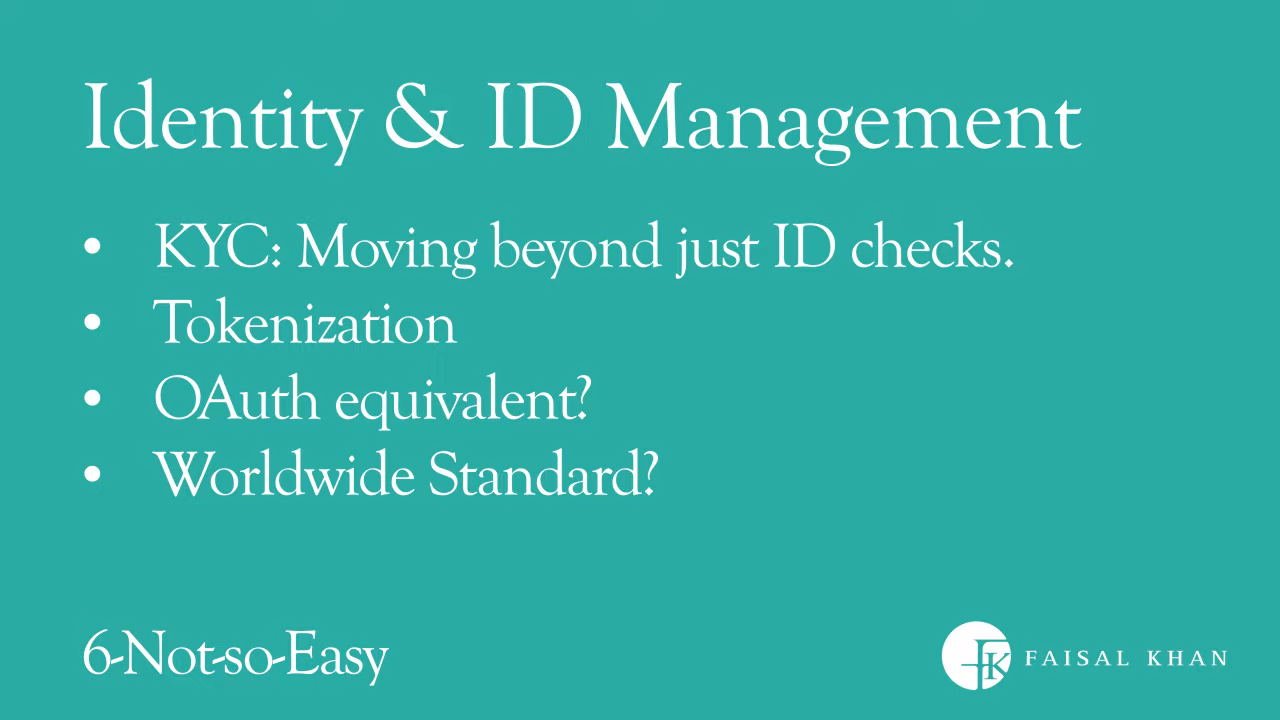 Identity & ID Management
• KYC: Moving beyond just ID checks.
• Tokenization
• OAuth equivalent?
• Worldwide Standard?
6-Not-so-Easy
FK FAISAL KHAN